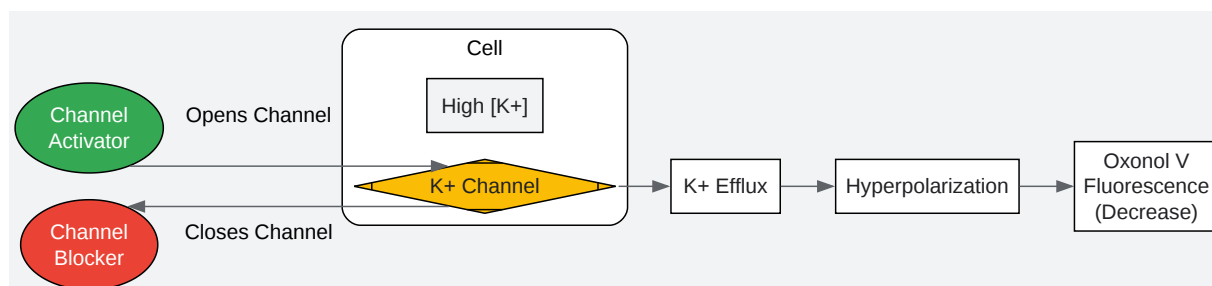 Cell
Channel
Activator
Opens Channel
High [K+]
K+ Channel
K+ Efflux
Hyperpolarization
Oxonol V
Fluorescence
(Decrease)
Channel
Blocker
Closes Channel